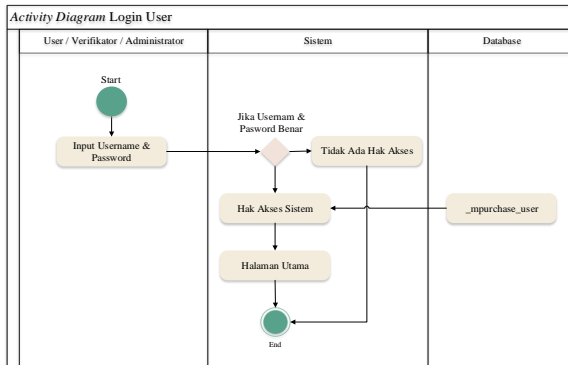 Activity Diagram Login User
User / Verifikator / Administrator
Sistem
Database
Start
Input Username &
Password
Jika Usernam &
Pasword Benar
Tidak Ada Hak Akses
Hak Akses Sistem
_mpurchase_user
Halaman Utama
End